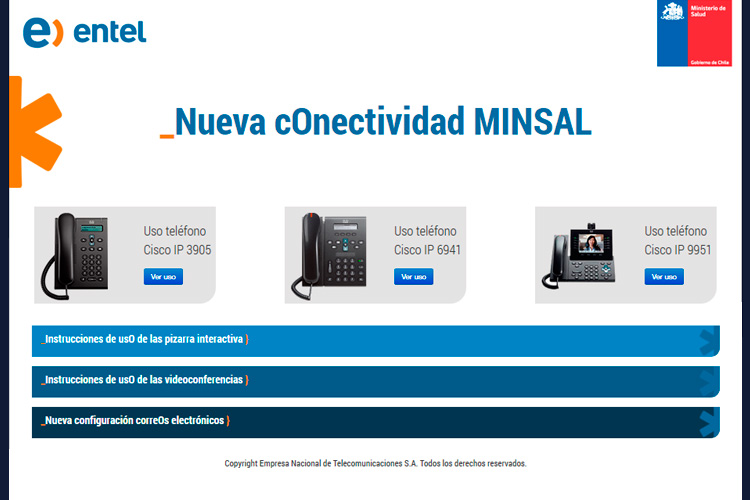 entel
Ministerio de
Salud
Gobierno de Chile
_Nueva cOnectividad MINSAL
Uso teléfono
Cisco IP 3905
Ver uso
Uso teléfono
Cisco IP 6941
Ver uso
Uso teléfono
Cisco IP 9951
Ver uso
_Instrucciones de usO de las pizarra interactiva }
_Instrucciones de usO de las videoconferencias }
_Nueva configuración correOs electrónicos }
Copyright Empresa Nacional de Telecomunicaciones S.A. Todos los derechos reservados.